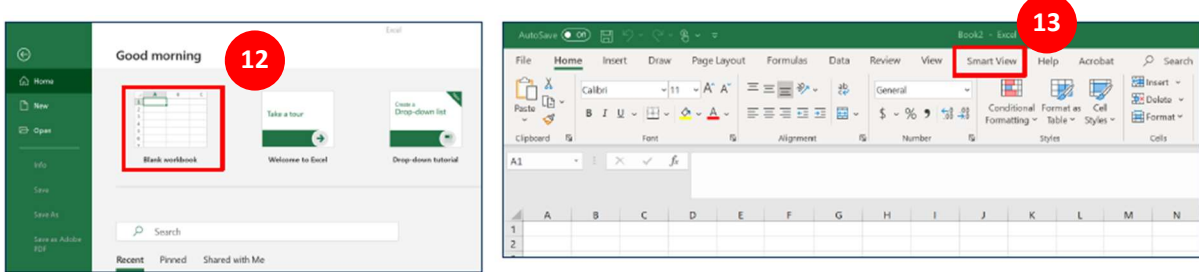 Excel
Good morning
12
Home
New
Open
Info
Save
Save As
Save as Adobe
PDF
Blank workbook
Take a tour
Welcome to Excel
Create a
Drop-down list
Drop-down tutorial
Search
Recent Pinned Shared with Me
13
AutoSave On Book2 - Excel
File Home Insert Draw Page Layout Formulas Data Review View Smart View Help Acrobat Search
Paste
Calibri 11 A A
B I U A
ab
General
$ % 9
Conditional Formatting
Format as Table
Cell Styles
Insert
Delete
Format
Clipboard Font Alignment Number Styles Cells
A1 fx
A B C D E F G H I J K L M N
1
2